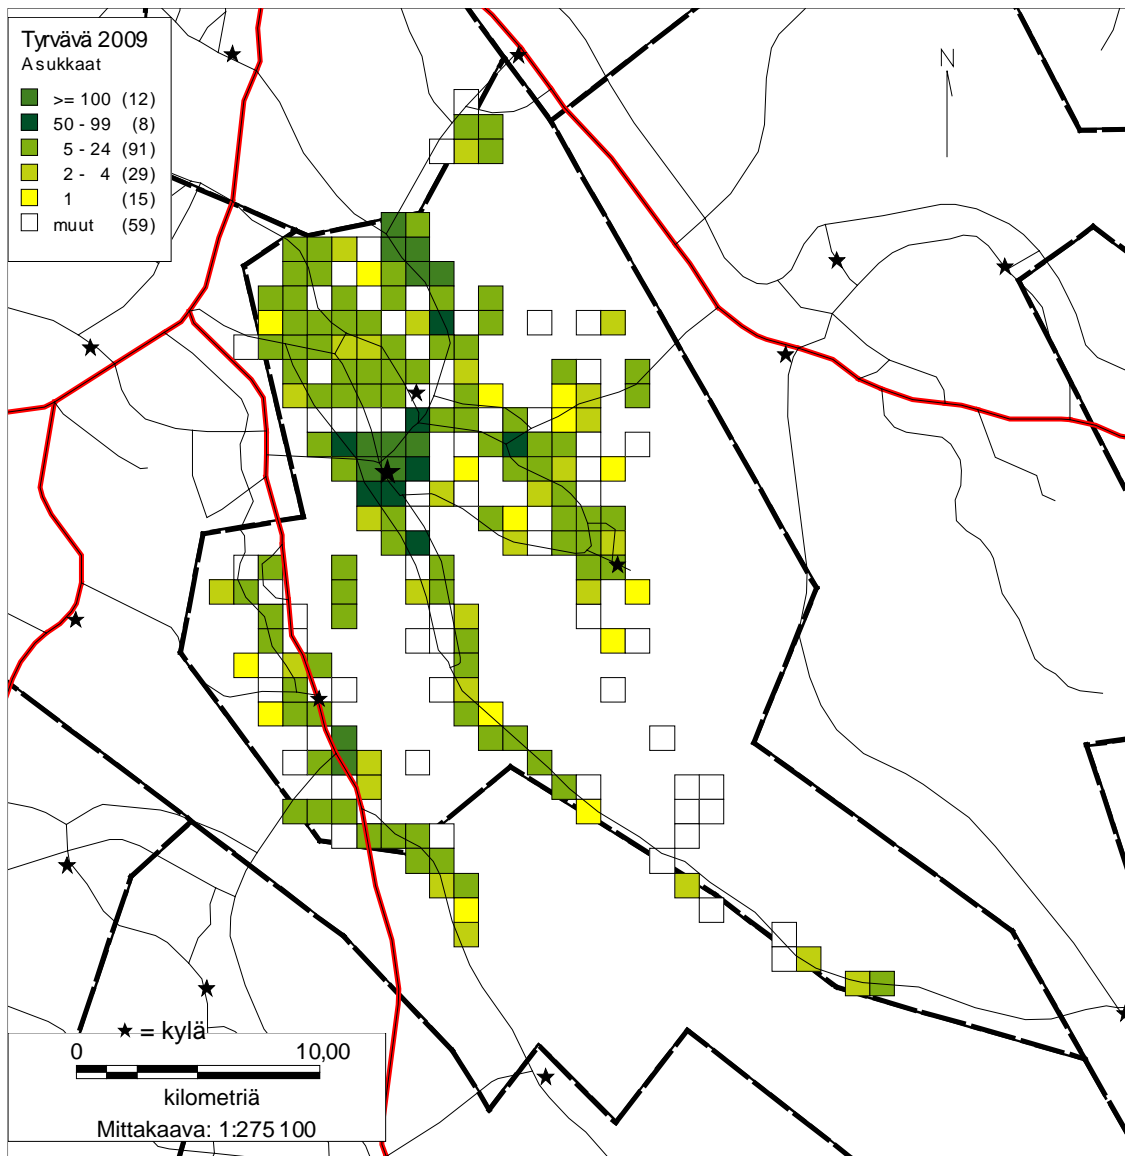 Tyrvävä 2009
Asukkaat
>= 100 (12)
50 - 99 (8)
5 - 24 (91)
2 - 4 (29)
1 (15)
muut (59)
N
★ = kylä
0 10,00
kilometriä
Mittakaava: 1:275 100